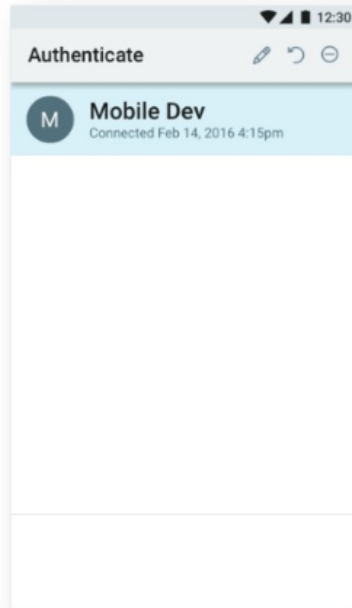 12:30
Authenticate
M
Mobile Dev
Connected Feb 14, 2016 4:15pm